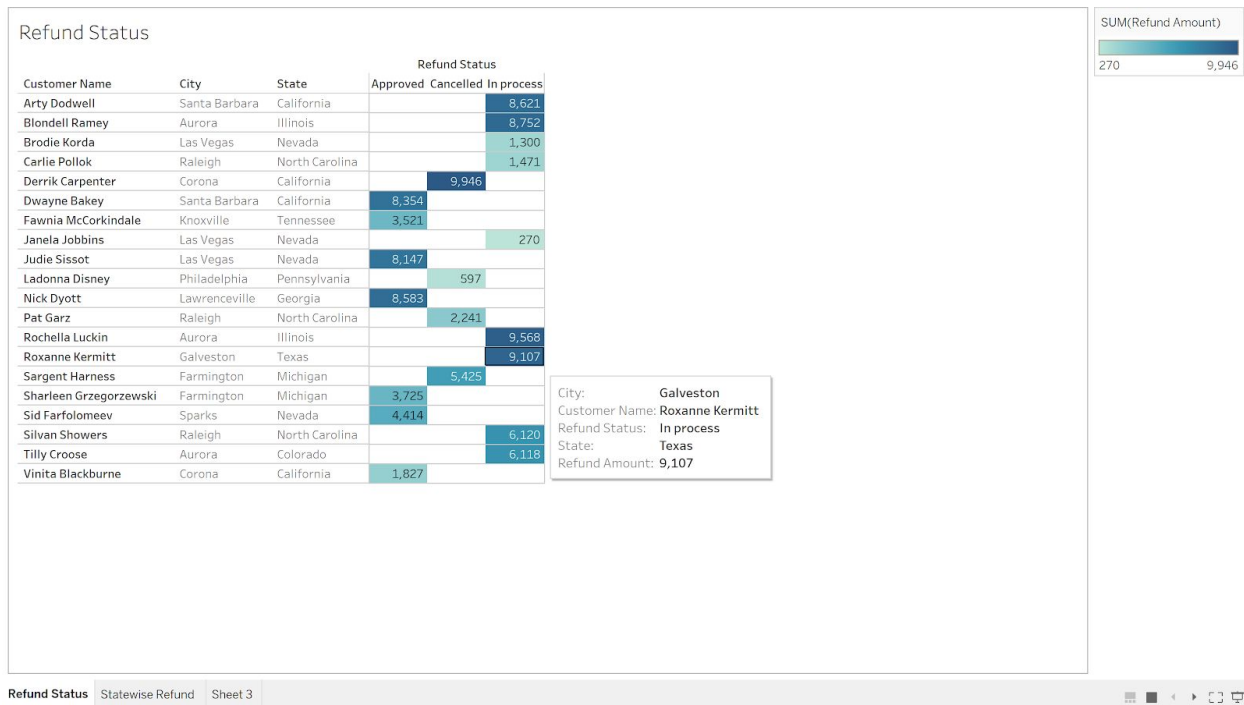 Refund Status
SUM(Refund Amount)
270 9,946
Refund Status
Customer Name City State Approved Cancelled In process
Arty Dodwell Santa Barbara California 8,621
Blondell Ramey Aurora Illinois 8,752
Brodie Korda Las Vegas Nevada 1,300
Carlie Pollok Raleigh North Carolina 1,471
Derrik Carpenter Corona California 9,946
Dwayne Bakey Santa Barbara California 8,354
Fawnia McCorkindale Knoxville Tennessee 3,521
Janela Jobbins Las Vegas Nevada 270
Judie Sissot Las Vegas Nevada 8,147
Ladonna Disney Philadelphia Pennsylvania 597
Nick Dyott Lawrenceville Georgia 8,583
Pat Garz Raleigh North Carolina 2,241
Rochella Luckin Aurora Illinois 9,568
Roxanne Kermitt Galveston Texas 9,107
Sargent Harness Farmington Michigan 5,425
Sharleen Grzegorzewski Farmington Michigan 3,725
Sid Farfolomeev Sparks Nevada 4,414
Silvan Showers Raleigh North Carolina 6,120
Tilly Croose Aurora Colorado 6,118
Vinita Blackburne Corona California 1,827
City: Galveston
Customer Name: Roxanne Kermitt
Refund Status: In process
State: Texas
Refund Amount: 9,107
Refund Status Statewise Refund Sheet 3